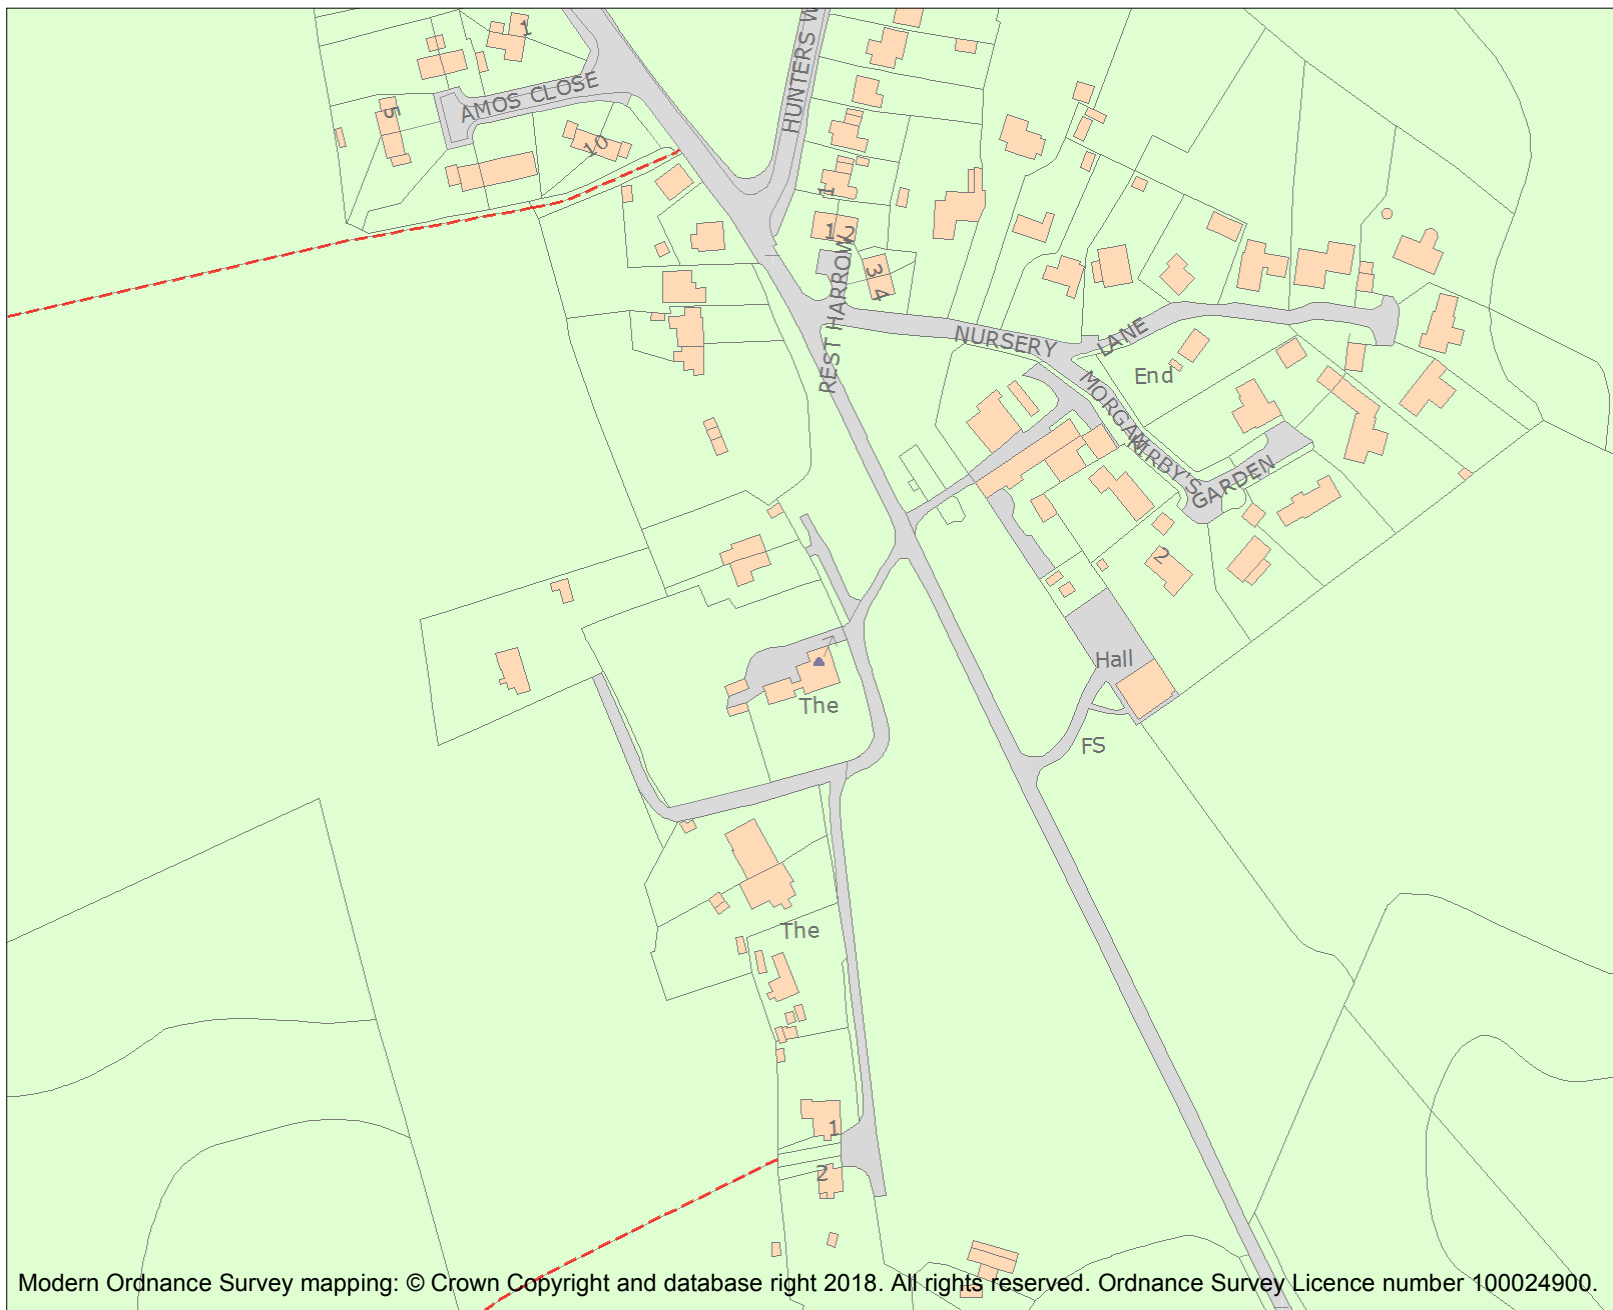 1
HUNTERS W
AMOS CLOSE
5
10
1
1 2
3 4
REST HARROW
NURSERY
LANE
End
MORGAN
KIRBY'S
GARDEN
2
Hall
The
FS
The
1
2
Modern Ordnance Survey mapping: © Crown Copyright and database right 2018. All rights reserved. Ordnance Survey Licence number 100024900.